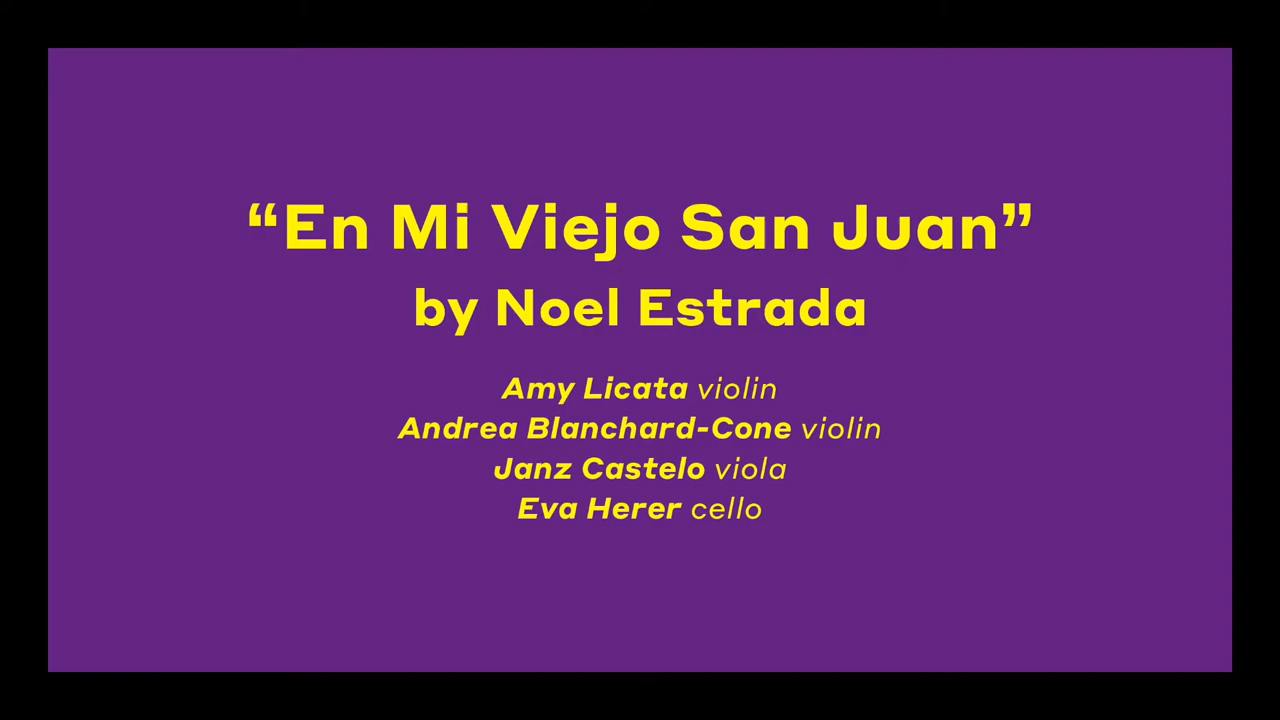 “En Mi Viejo San Juan”
by Noel Estrada
Amy Licata violin
Andrea Blanchard-Cone violin
Janz Castelo viola
Eva Herer cello